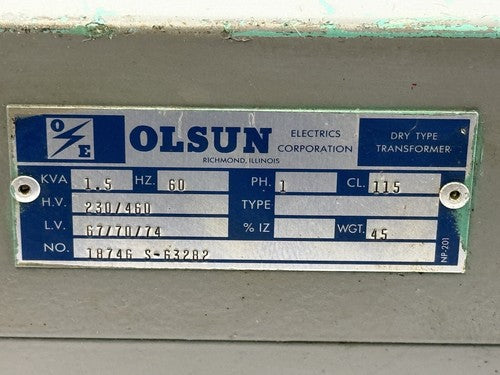 O E OLSUN ELECTRICS CORPORATION DRY TYPE TRANSFORMER
RICHMOND, ILLINOIS
KVA 1.5 HZ. 60 PH. 1 CL. 115
H.V. 230/460 TYPE
L.V. 67/70/74 % IZ WGT. 45
NO. 18746 S-63282
NP-201